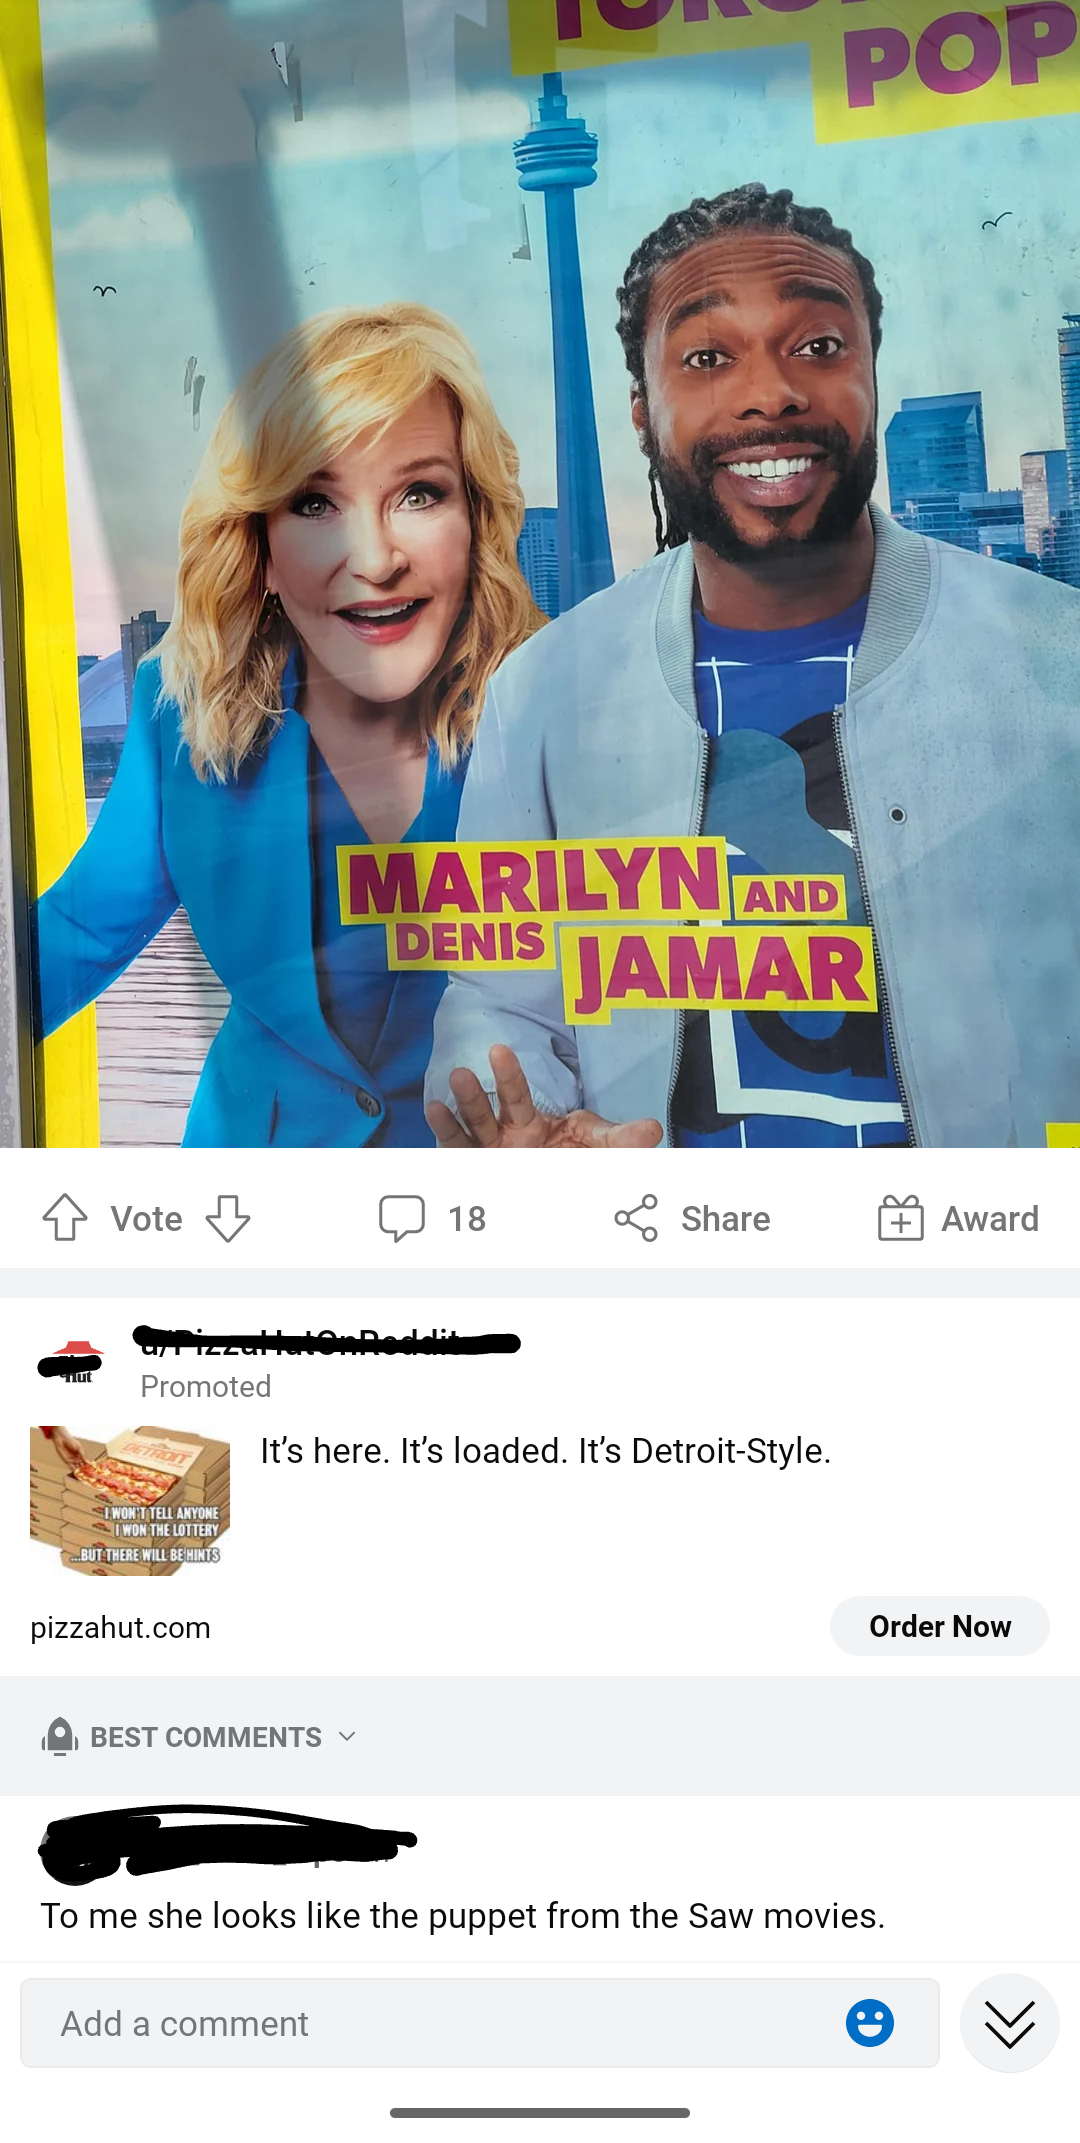 POP
MARILYN AND
DENIS JAMAR
Vote
18
Share
Award
Hut
Promoted
It's here. It's loaded. It's Detroit-Style.
DETROIT
I WON'T TELL ANYONE
I WON THE LOTTERY
...BUT THERE WILL BE HINTS
pizzahut.com
Order Now
BEST COMMENTS
To me she looks like the puppet from the Saw movies.
Add a comment